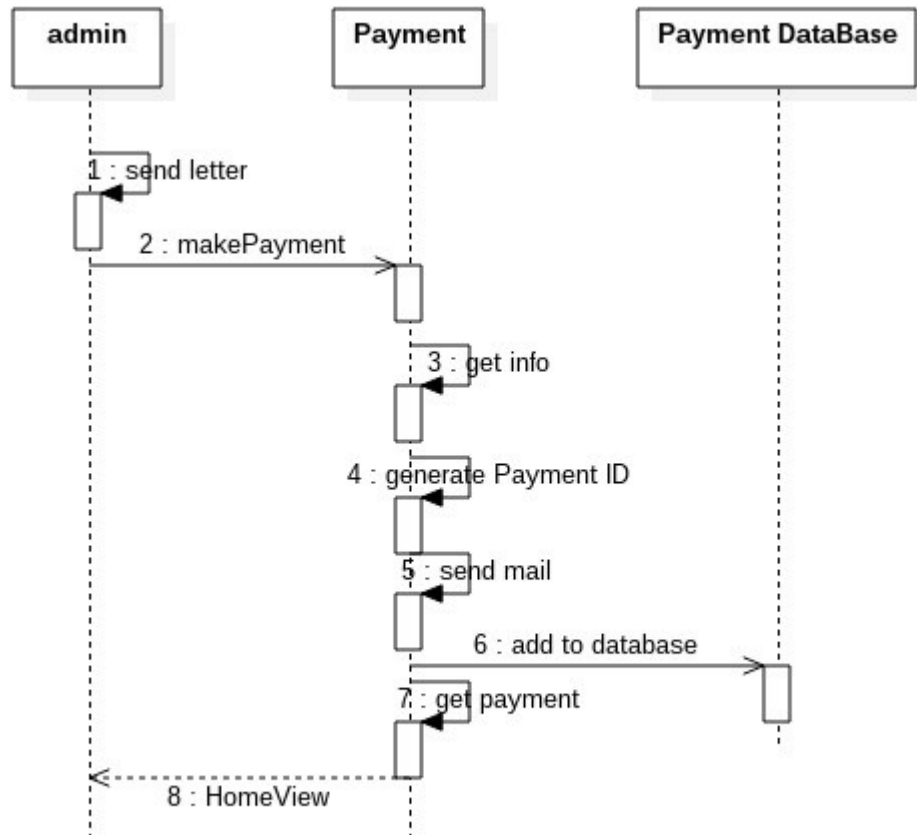 admin
Payment
Payment DataBase
1 : send letter
2 : makePayment
3 : get info
4 : generate Payment ID
5 : send mail
6 : add to database
7 : get payment
8 : HomeView